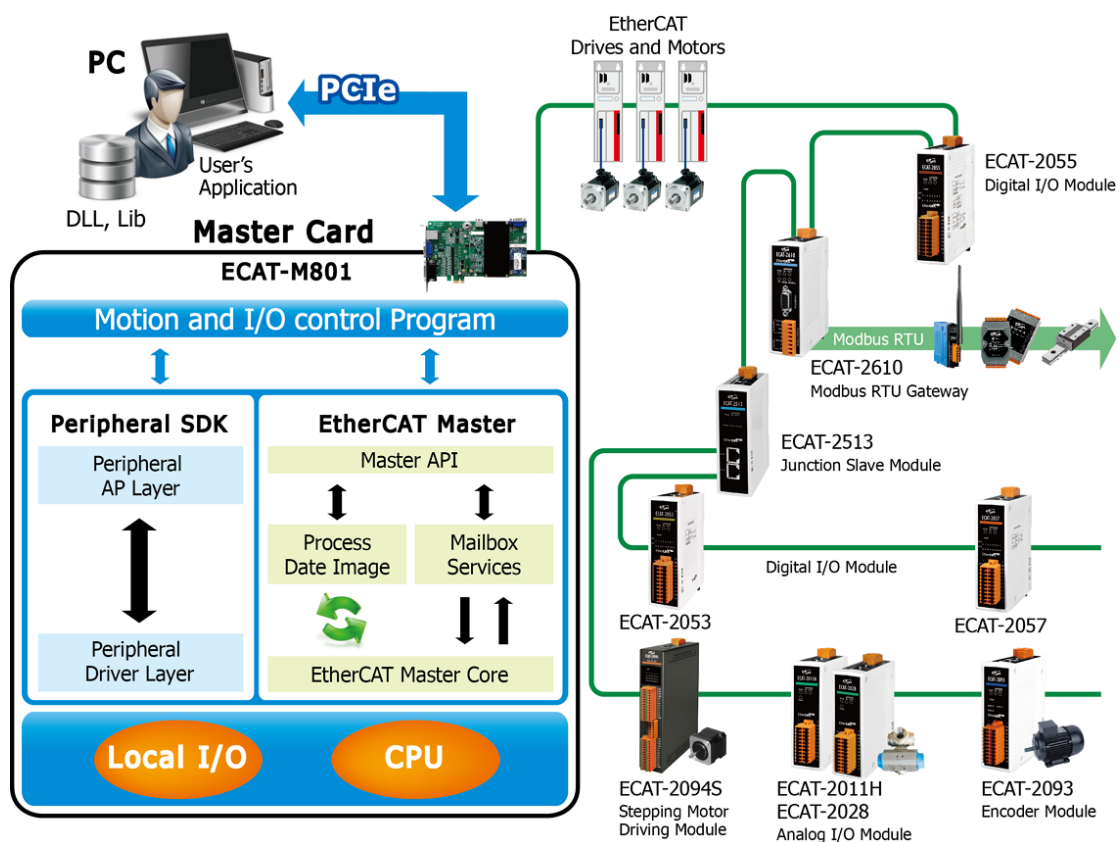 EtherCAT
Drives and Motors
PC
PCIe
User's
Application
DLL, Lib
ECAT-2055
Digital I/O Module
Master Card
ECAT-M801
Motion and I/O control Program
Modbus RTU
ECAT-2610
Modbus RTU Gateway
Peripheral SDK
EtherCAT Master
Peripheral
AP Layer
Master API
Process
Date Image
Mailbox
Services
Peripheral
Driver Layer
EtherCAT Master Core
Local I/O
CPU
ECAT-2513
Junction Slave Module
Digital I/O Module
ECAT-2053
ECAT-2057
ECAT-2094S
Stepping Motor
Driving Module
ECAT-2011H
ECAT-2028
Analog I/O Module
ECAT-2093
Encoder Module